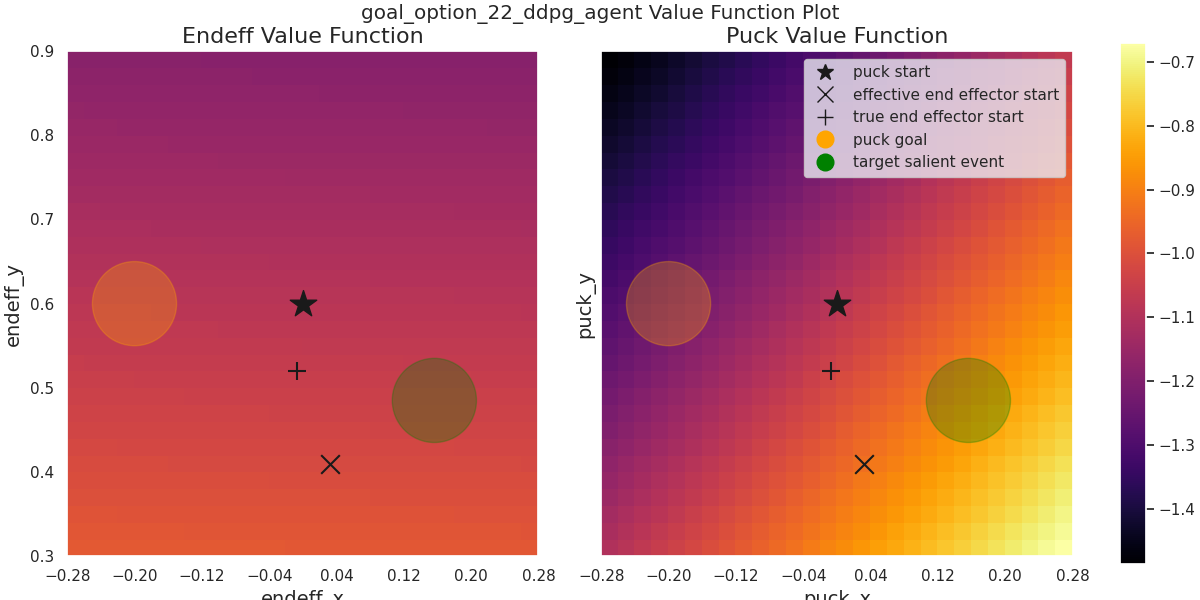 goal_option_22_ddpg_agent Value Function Plot
Endeff Value Function
0.9
0.8
0.7
0.6
0.5
0.4
0.3
endeff_y
−0.28 −0.20 −0.12 −0.04 0.04 0.12 0.20 0.28
endeff_x
Puck Value Function
puck start
effective end effector start
true end effector start
puck goal
target salient event
puck_y
−0.28 −0.20 −0.12 −0.04 0.04 0.12 0.20 0.28
puck_x
−0.7
−0.8
−0.9
−1.0
−1.1
−1.2
−1.3
−1.4